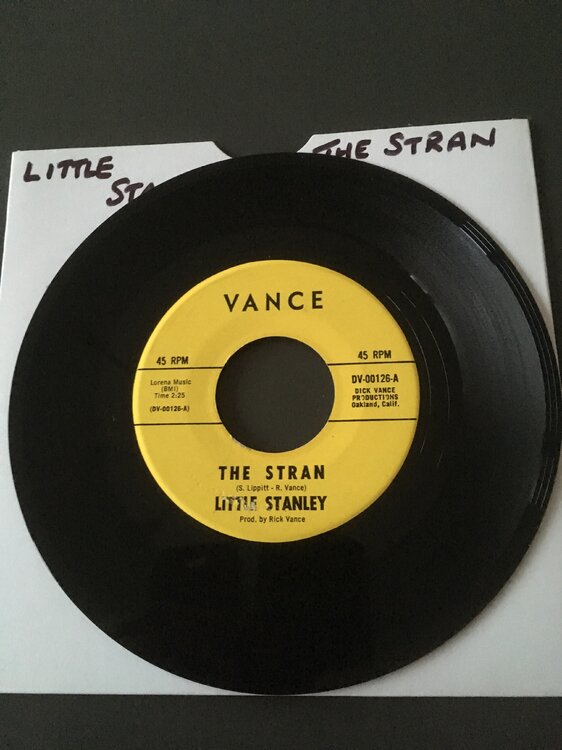 LITTLE
THE STRAN
VANCE
45 RPM
45 RPM
Lorena Music
(BMI)
Time 2:25
(DV-00126-A)
DV-00126-A
DICK VANCE
PRODUCTIONS
Oakland, Calif.
THE STRAN
(S. Lippitt - R. Vance)
LITTLE STANLEY
Prod. by Rick Vance